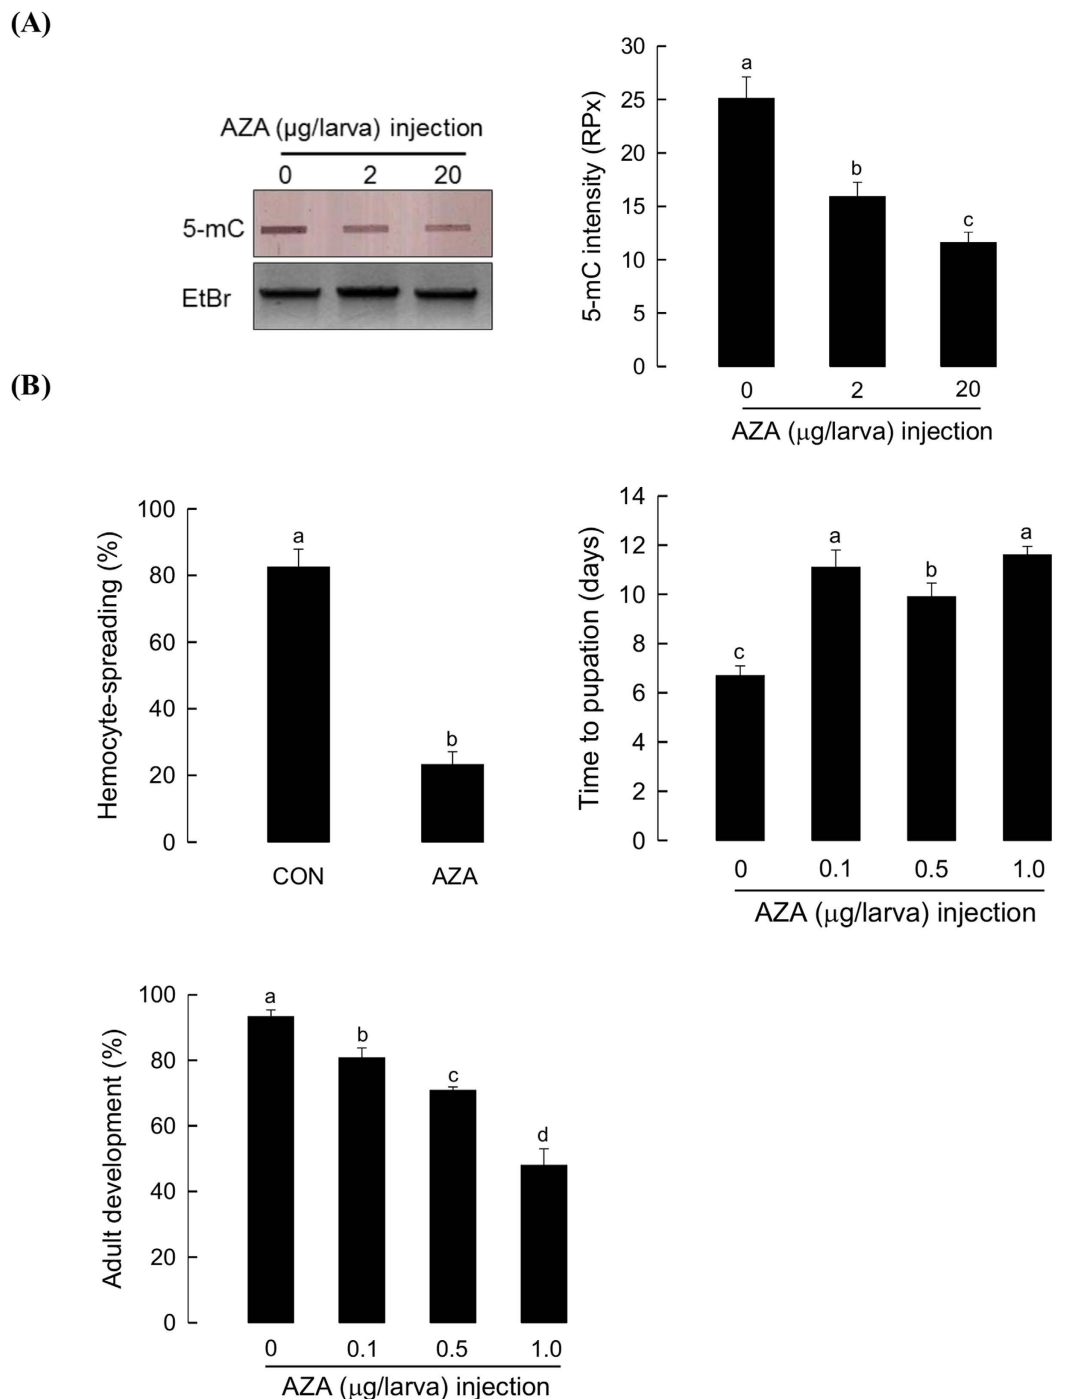 (A)
AZA (µg/larva) injection
0 2 20
5-mC
EtBr
5-mC intensity (RPx)
30
25
20
15
10
5
0
a
b
c
0 2 20
AZA (µg/larva) injection
(B)
Hemocyte-spreading (%)
100
80
60
40
20
0
a
b
CON AZA
Time to pupation (days)
14
12
10
8
6
4
2
0
c
a
b
a
0 0.1 0.5 1.0
AZA (µg/larva) injection
Adult development (%)
100
80
60
40
20
0
a
b
c
d
0 0.1 0.5 1.0
AZA (µg/larva) injection